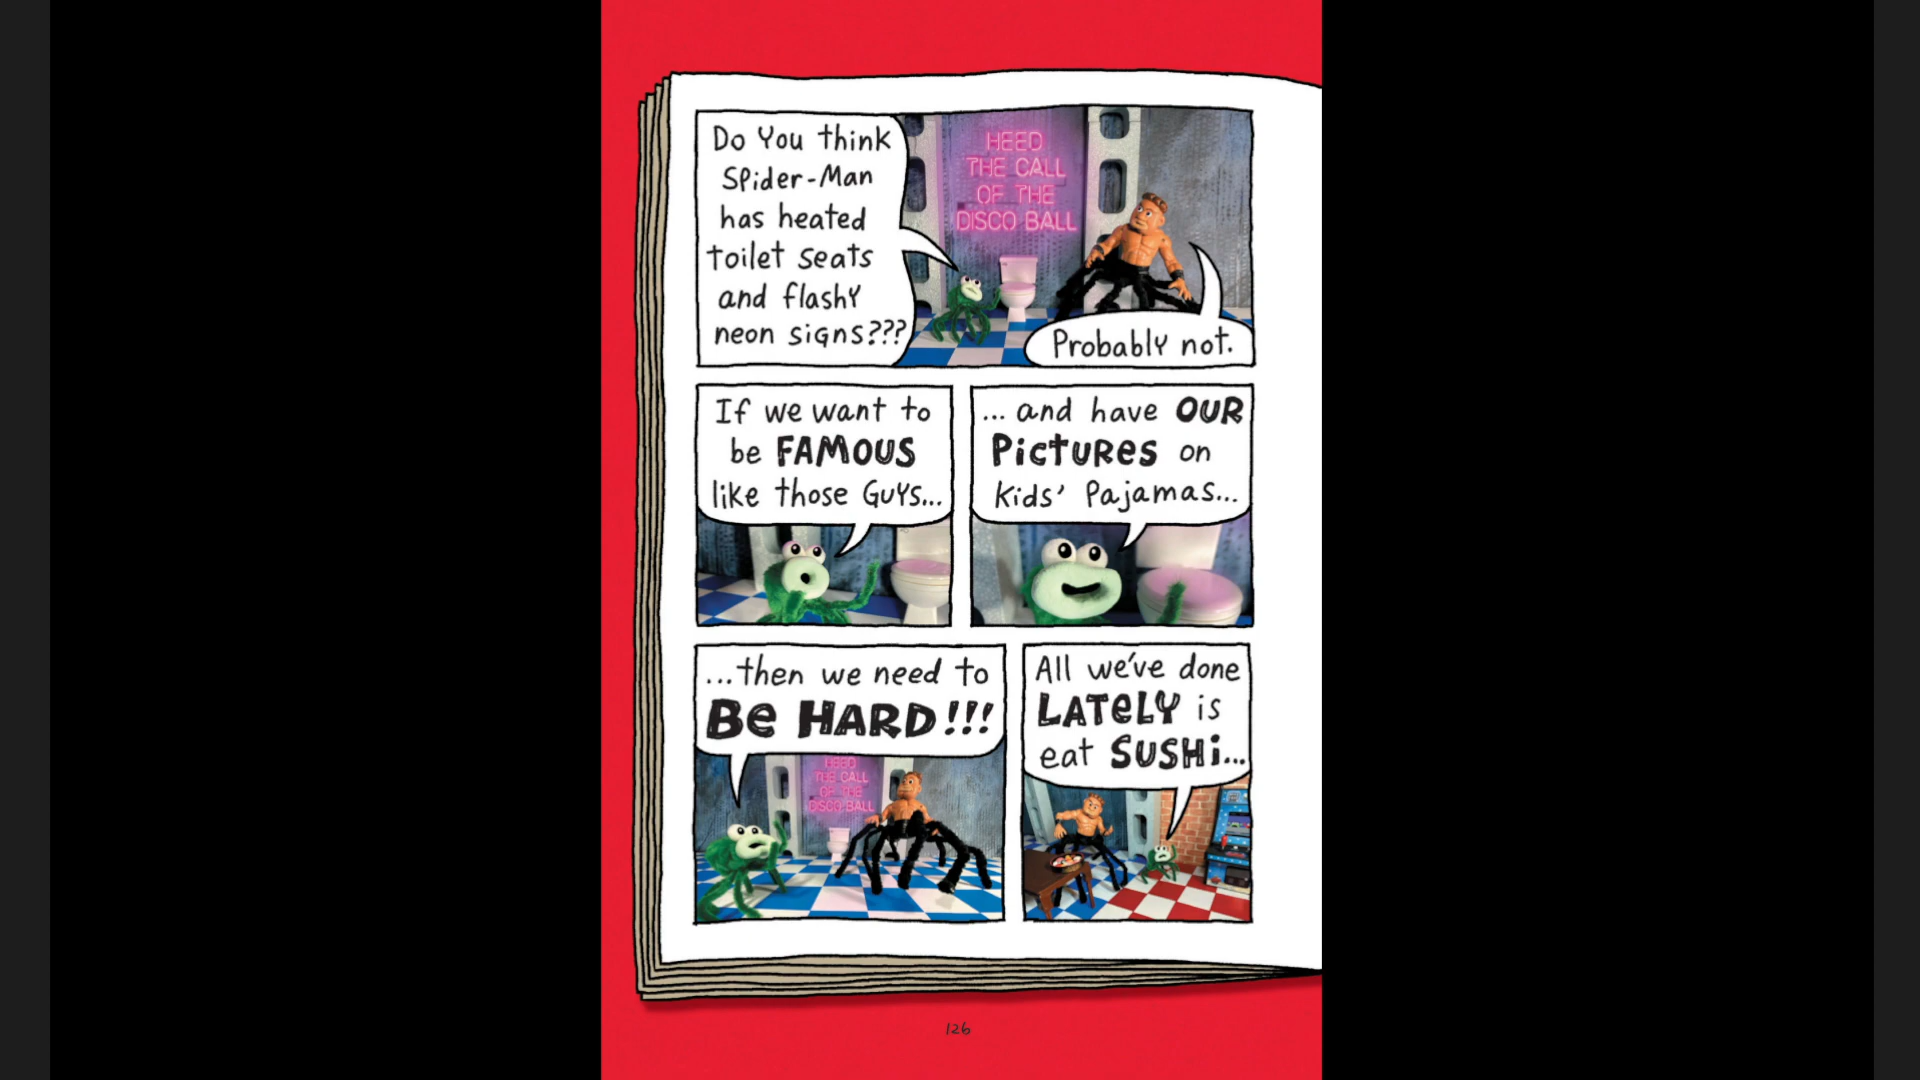 Do You think
Spider-Man
has heated
toilet seats
and flashy
neon signs???
HEED
THE CALL
OF THE
DISCO BALL
Probably not.
If we want to
be FAMOUS
like those Guys...
... and have OUR
Pictures on
Kids' Pajamas...
...then we need to
Be HARD!!!
HEED
THE CALL
OF THE
DISCO BALL
All we've done
LATELY is
eat SUSHi...
126